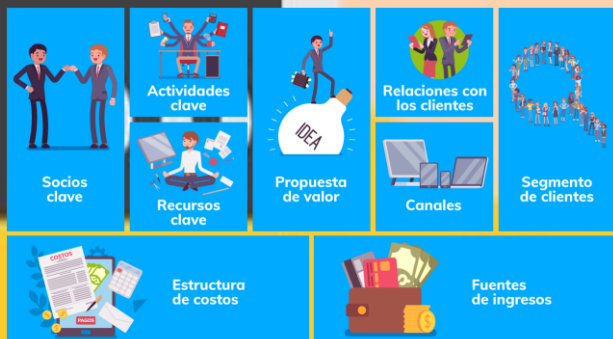 Socios
clave
Actividades
clave
Recursos
clave
IDEA
Propuesta
de valor
Relaciones con
los clientes
Canales
Segmento
de clientes
COSTOS
PAGOS
Estructura
de costos
Fuentes
de ingresos